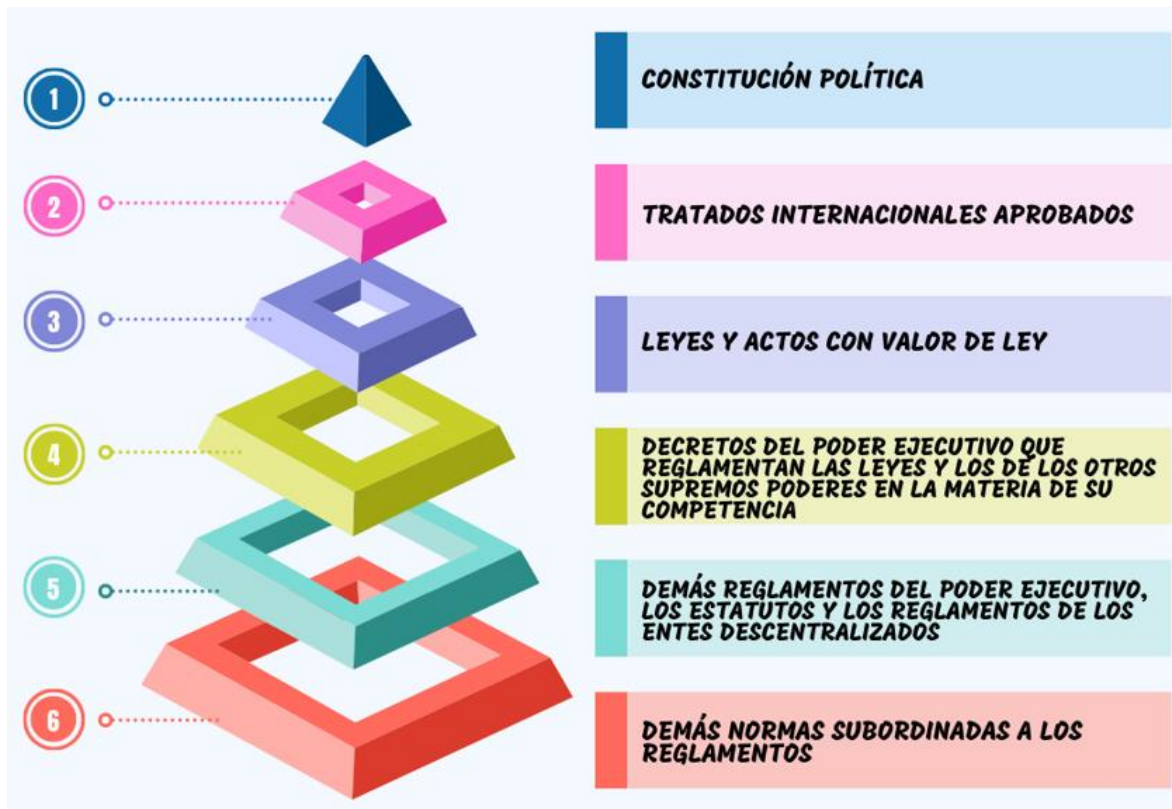 1
CONSTITUCIÓN POLÍTICA
2
TRATADOS INTERNACIONALES APROBADOS
3
LEYES Y ACTOS CON VALOR DE LEY
4
DECRETOS DEL PODER EJECUTIVO QUE
REGLAMENTAN LAS LEYES Y LOS DE LOS OTROS
SUPREMOS PODERES EN LA MATERIA DE SU
COMPETENCIA
5
DEMÁS REGLAMENTOS DEL PODER EJECUTIVO,
LOS ESTATUTOS Y LOS REGLAMENTOS DE LOS
ENTES DESCENTRALIZADOS
6
DEMÁS NORMAS SUBORDINADAS A LOS
REGLAMENTOS